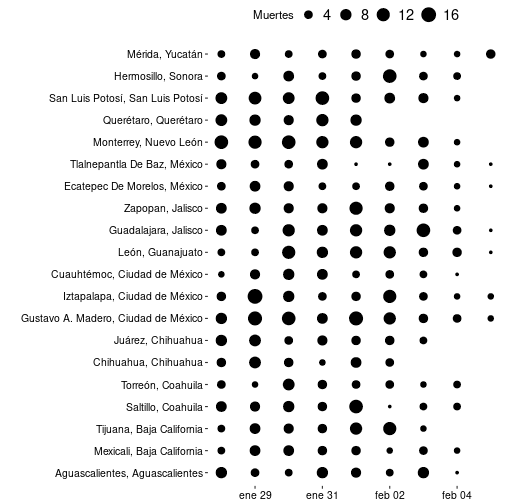 Muertes 4 8 12 16
Mérida, Yucatán
Hermosillo, Sonora
San Luis Potosí, San Luis Potosí
Querétaro, Querétaro
Monterrey, Nuevo León
Tlalnepantla De Baz, México
Ecatepec De Morelos, México
Zapopan, Jalisco
Guadalajara, Jalisco
León, Guanajuato
Cuauhtémoc, Ciudad de México
Iztapalapa, Ciudad de México
Gustavo A. Madero, Ciudad de México
Juárez, Chihuahua
Chihuahua, Chihuahua
Torreón, Coahuila
Saltillo, Coahuila
Tijuana, Baja California
Mexicali, Baja California
Aguascalientes, Aguascalientes
ene 29 ene 31 feb 02 feb 04